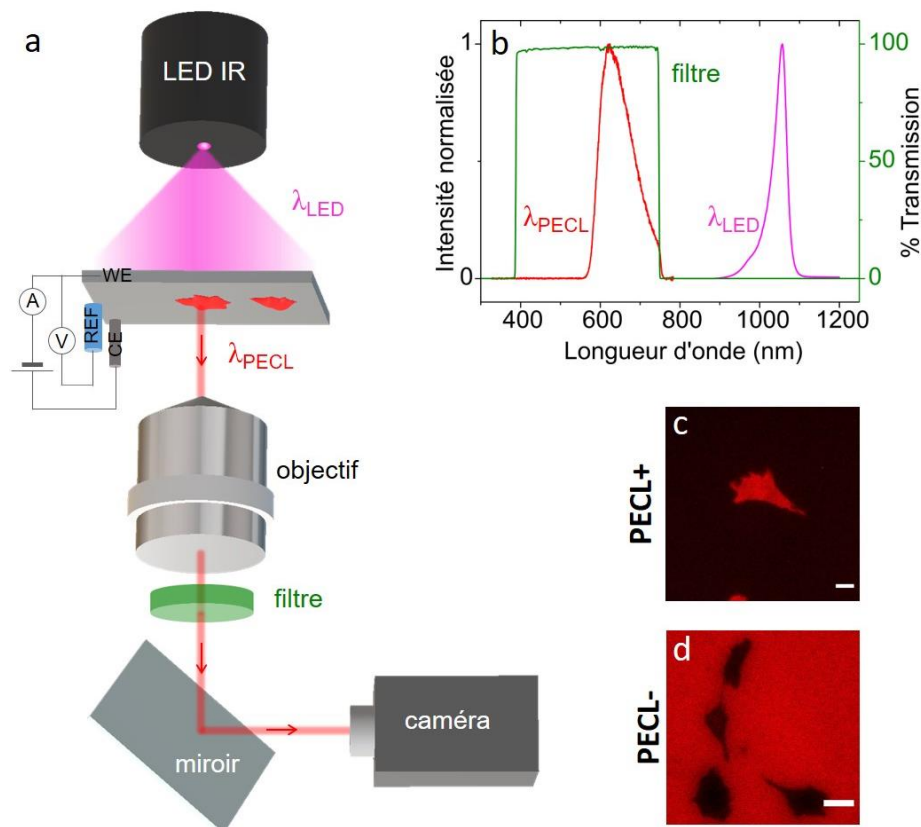 a
LED IR
λLED
WE
A
V
REF
CE
λPECL
objectif
filtre
miroir
caméra
b
Intensité normalisée
1
0
λPECL
filtre
λLED
100
50
0
% Transmission
400 600 800 1000 1200
Longueur d'onde (nm)
c
PECL+
d
PECL-